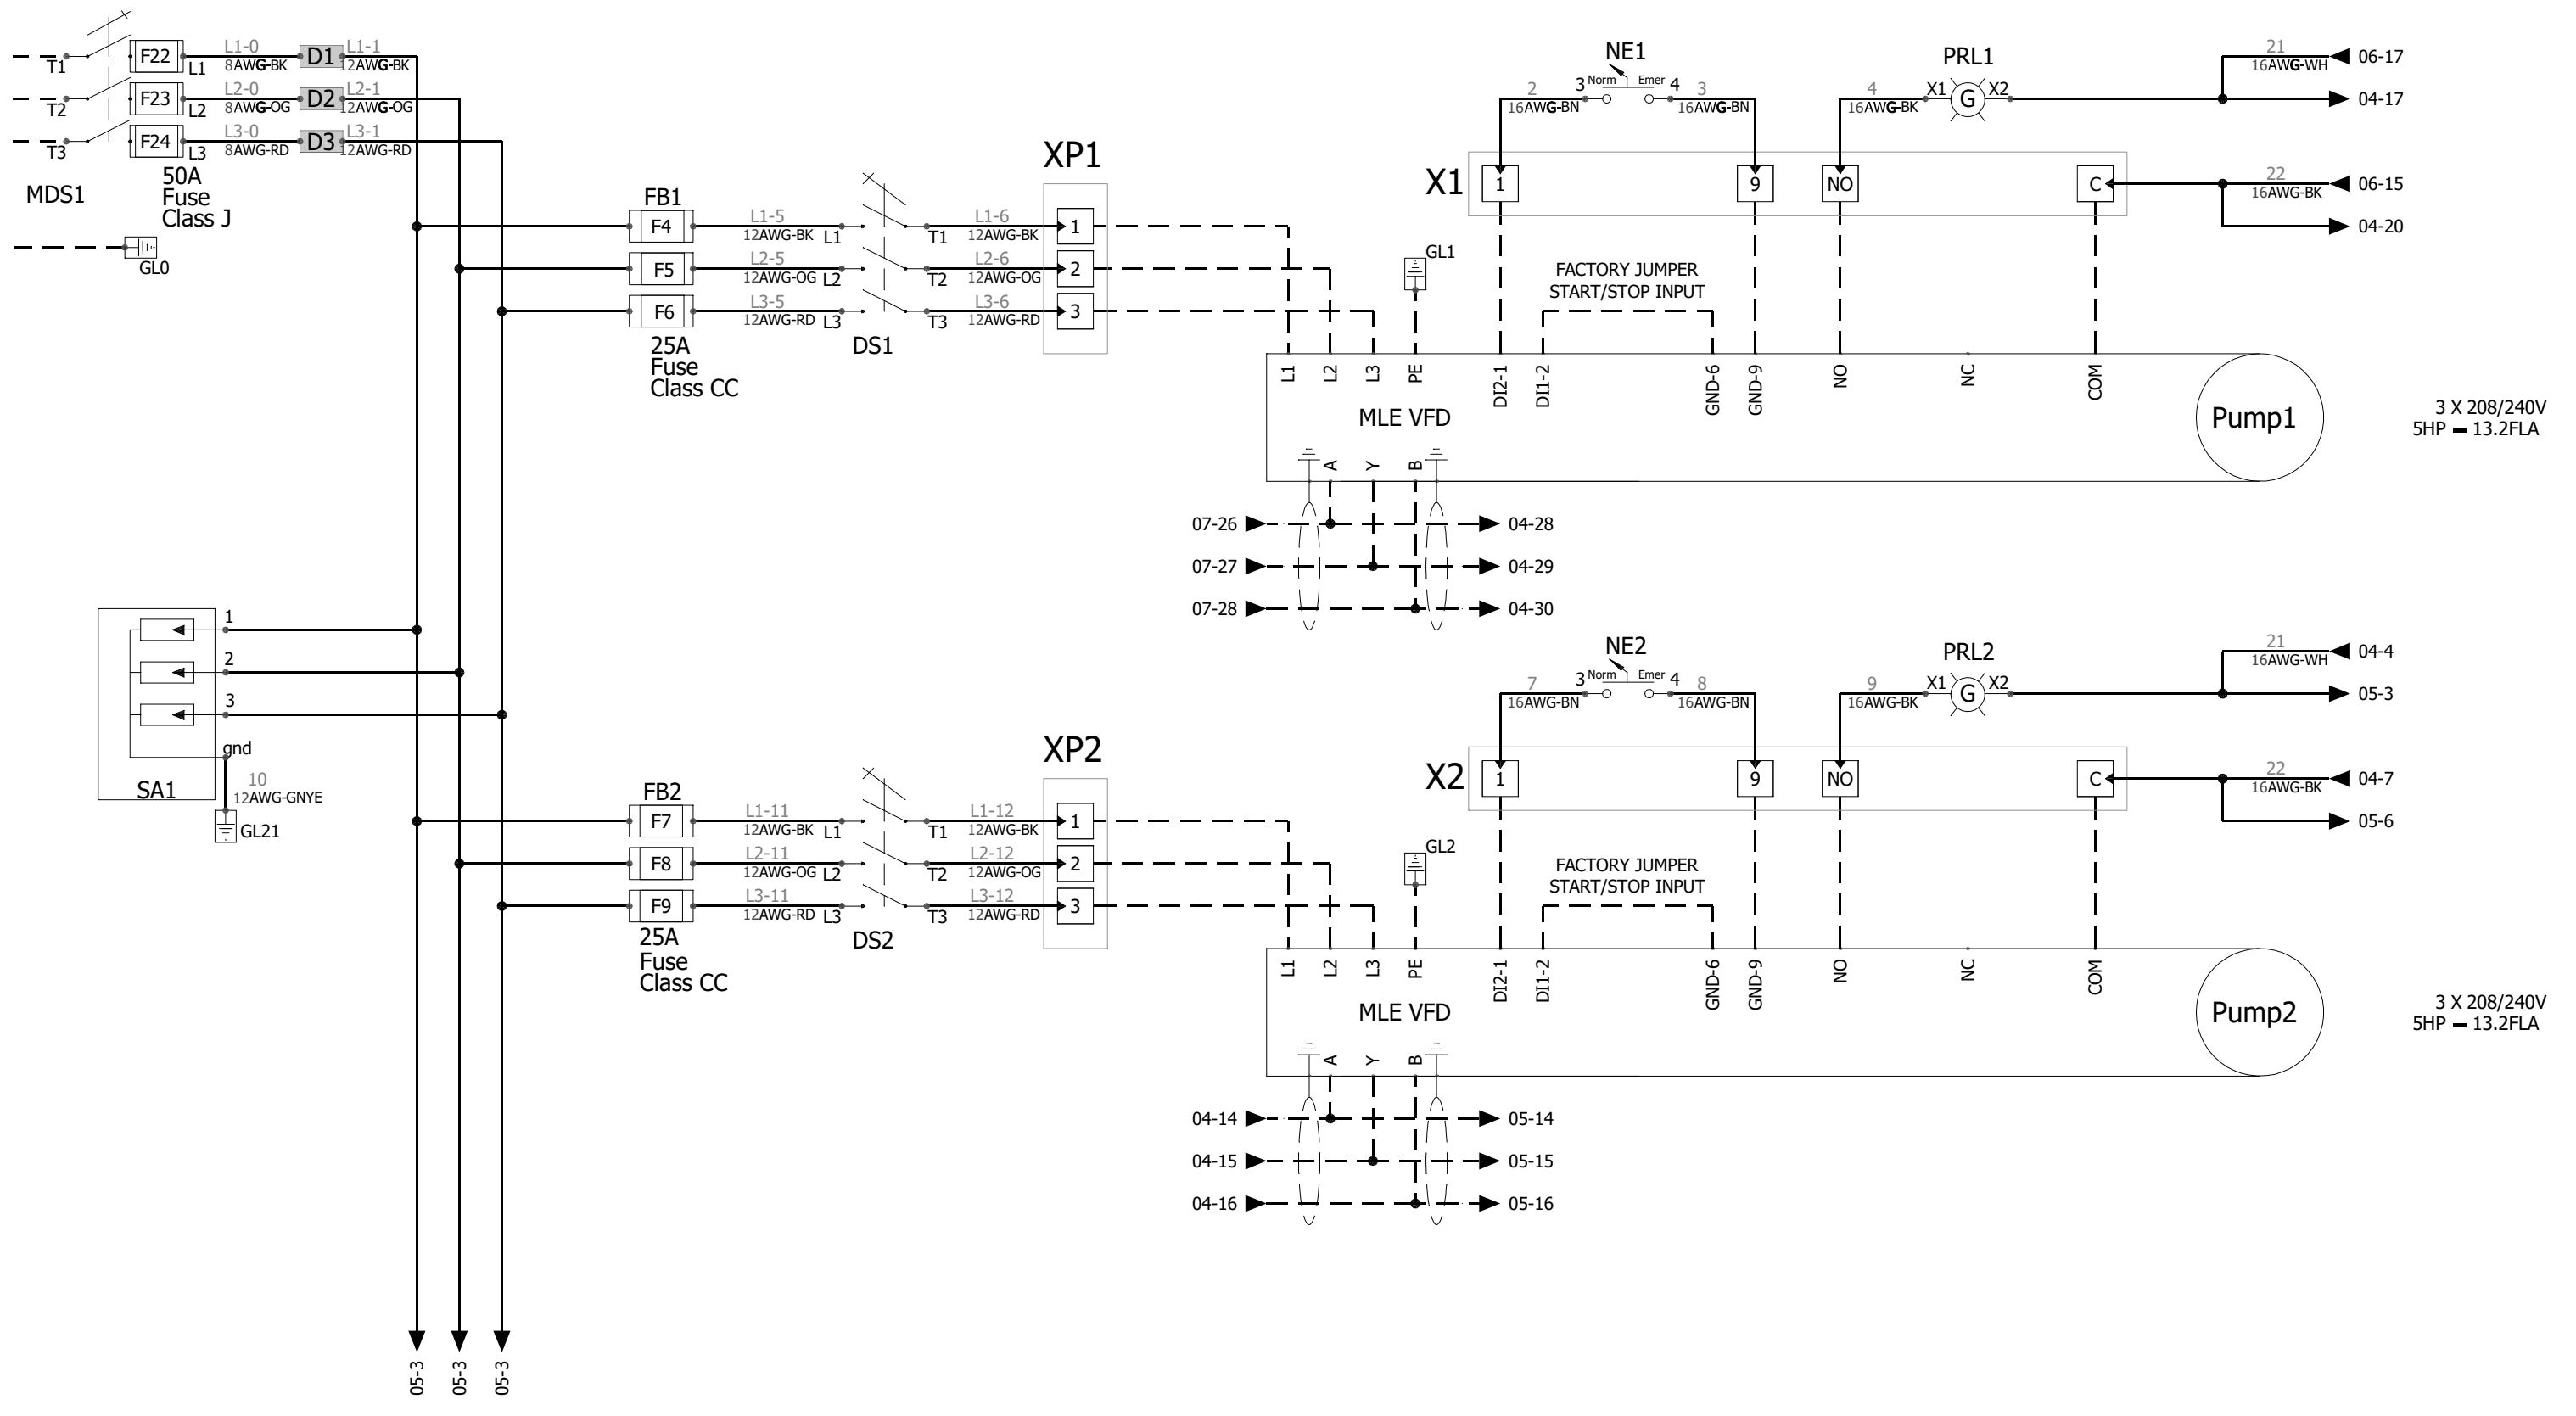 T1
F22
L1
L1-0
8AWG-BK
D1
L1-1
12AWG-BK
T2
F23
L2
L2-0
8AWG-OG
D2
L2-1
12AWG-OG
T3
F24
L3
L3-0
8AWG-RD
D3
L3-1
12AWG-RD
MDS1
50A
Fuse
Class J
GL0
FB1
F4
L1-5
12AWG-BK
L1
T1
L1-6
12AWG-BK
F5
L2-5
12AWG-OG
L2
T2
L2-6
12AWG-OG
F6
L3-5
12AWG-RD
L3
T3
L3-6
12AWG-RD
25A
Fuse
Class CC
DS1
XP1
1
2
3
NE1
2
16AWG-BN
3
Norm
Emer
4
3
16AWG-BN
PRL1
4
16AWG-BK
X1
G
X2
21
16AWG-WH
06-17
04-17
X1
1
9
NO
C
22
16AWG-BK
06-15
04-20
GL1
FACTORY JUMPER
START/STOP INPUT
L1
L2
L3
PE
DI2-1
DI1-2
GND-6
GND-9
NO
NC
COM
MLE VFD
Pump1
3 X 208/240V
5HP - 13.2FLA
A
Y
B
07-26
04-28
07-27
04-29
07-28
04-30
1
2
3
gnd
SA1
10
12AWG-GNYE
GL21
FB2
F7
L1-11
12AWG-BK
L1
T1
L1-12
12AWG-BK
F8
L2-11
12AWG-OG
L2
T2
L2-12
12AWG-OG
F9
L3-11
12AWG-RD
L3
T3
L3-12
12AWG-RD
25A
Fuse
Class CC
DS2
XP2
1
2
3
NE2
7
16AWG-BN
3
Norm
Emer
4
8
16AWG-BN
PRL2
9
16AWG-BK
X1
G
X2
21
16AWG-WH
04-4
05-3
X2
1
9
NO
C
22
16AWG-BK
04-7
05-6
GL2
FACTORY JUMPER
START/STOP INPUT
L1
L2
L3
PE
DI2-1
DI1-2
GND-6
GND-9
NO
NC
COM
MLE VFD
Pump2
3 X 208/240V
5HP - 13.2FLA
A
Y
B
04-14
05-14
04-15
05-15
04-16
05-16
05-3
05-3
05-3